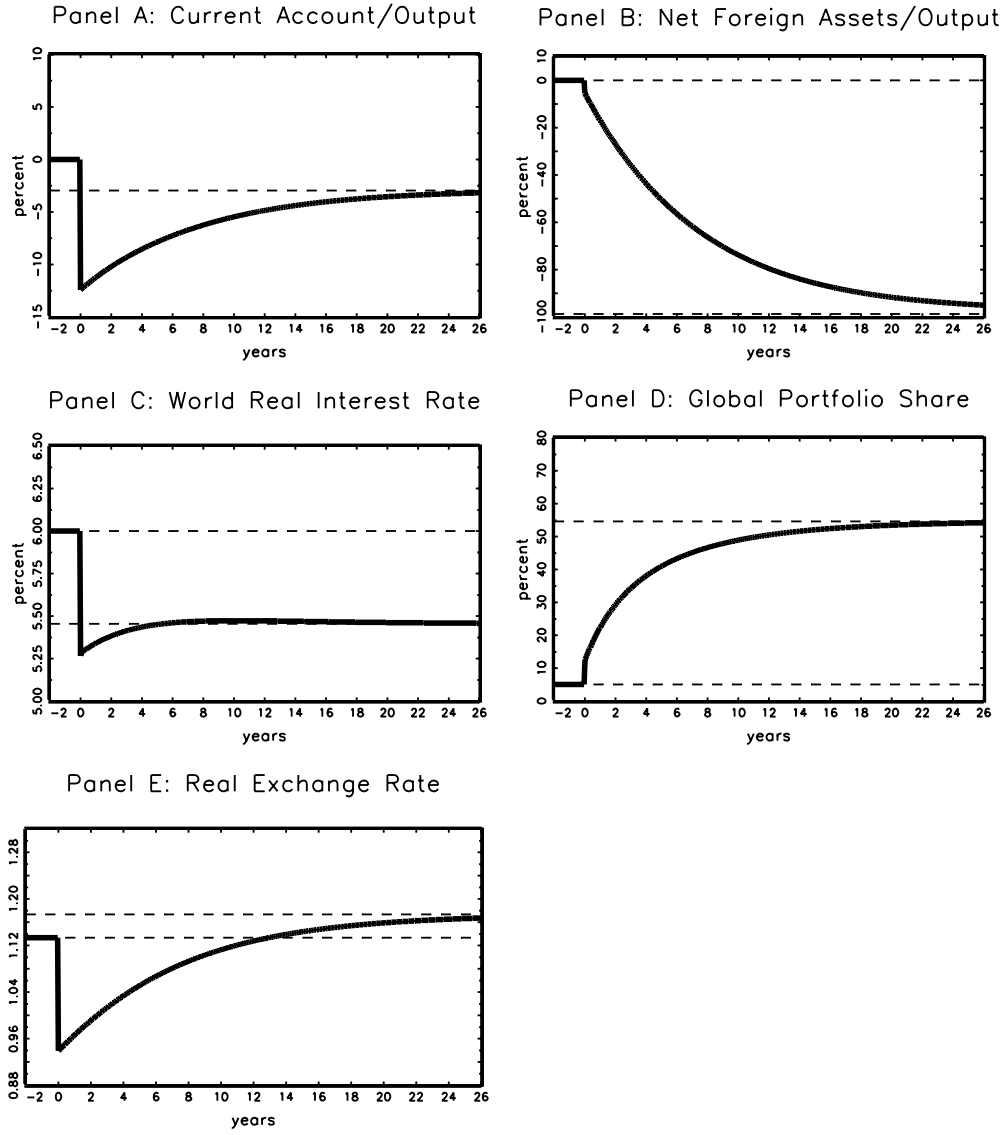 Panel A: Current Account/Output
percent
10
5
0
−5
−10
−15
−2 0 2 4 6 8 10 12 14 16 18 20 22 24 26
years
Panel B: Net Foreign Assets/Output
percent
10
0
−20
−40
−60
−80
−100
−2 0 2 4 6 8 10 12 14 16 18 20 22 24 26
years
Panel C: World Real Interest Rate
percent
6.50
6.25
6.00
5.75
5.50
5.25
5.00
−2 0 2 4 6 8 10 12 14 16 18 20 22 24 26
years
Panel D: Global Portfolio Share
percent
80
70
60
50
40
30
20
10
0
−2 0 2 4 6 8 10 12 14 16 18 20 22 24 26
years
Panel E: Real Exchange Rate
1.28
1.20
1.12
1.04
0.96
0.88
−2 0 2 4 6 8 10 12 14 16 18 20 22 24 26
years